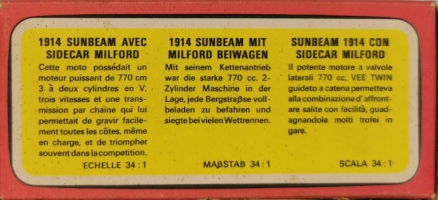 1914 SUNBEAM AVEC
SIDECAR MILFORD
Cette moto possédait un
moteur puissant de 770 cm
3 à deux cylindres en V,
trois vitesses et une trans-
mission par chaine qui lui
permettait de gravir facile-
ment toutes les côtes, même
en charge, et de triompher
souvent dans la competition.
ECHELLE 34 : 1
1914 SUNBEAM MIT
MILFORD BEIWAGEN
Mit seinem Kettenantrieb
war die starke 770 cc. 2-
Zylinder Maschine in der
Lage, jede Bergstraße voll-
beladen zu befahren und
siegte bei vielen Wettrennen.
MAßSTAB 34 : 1
SUNBEAM 1914 CON
SIDECAR MILFORD
Il potente motore a valvole
laterali 770 cc, VEE TWIN
guideto a catena permetteva
alla combinazione d'affront-
are salite con facilità, guad-
agnandole moiti trofei in
gare.
SCALA 34 : 1